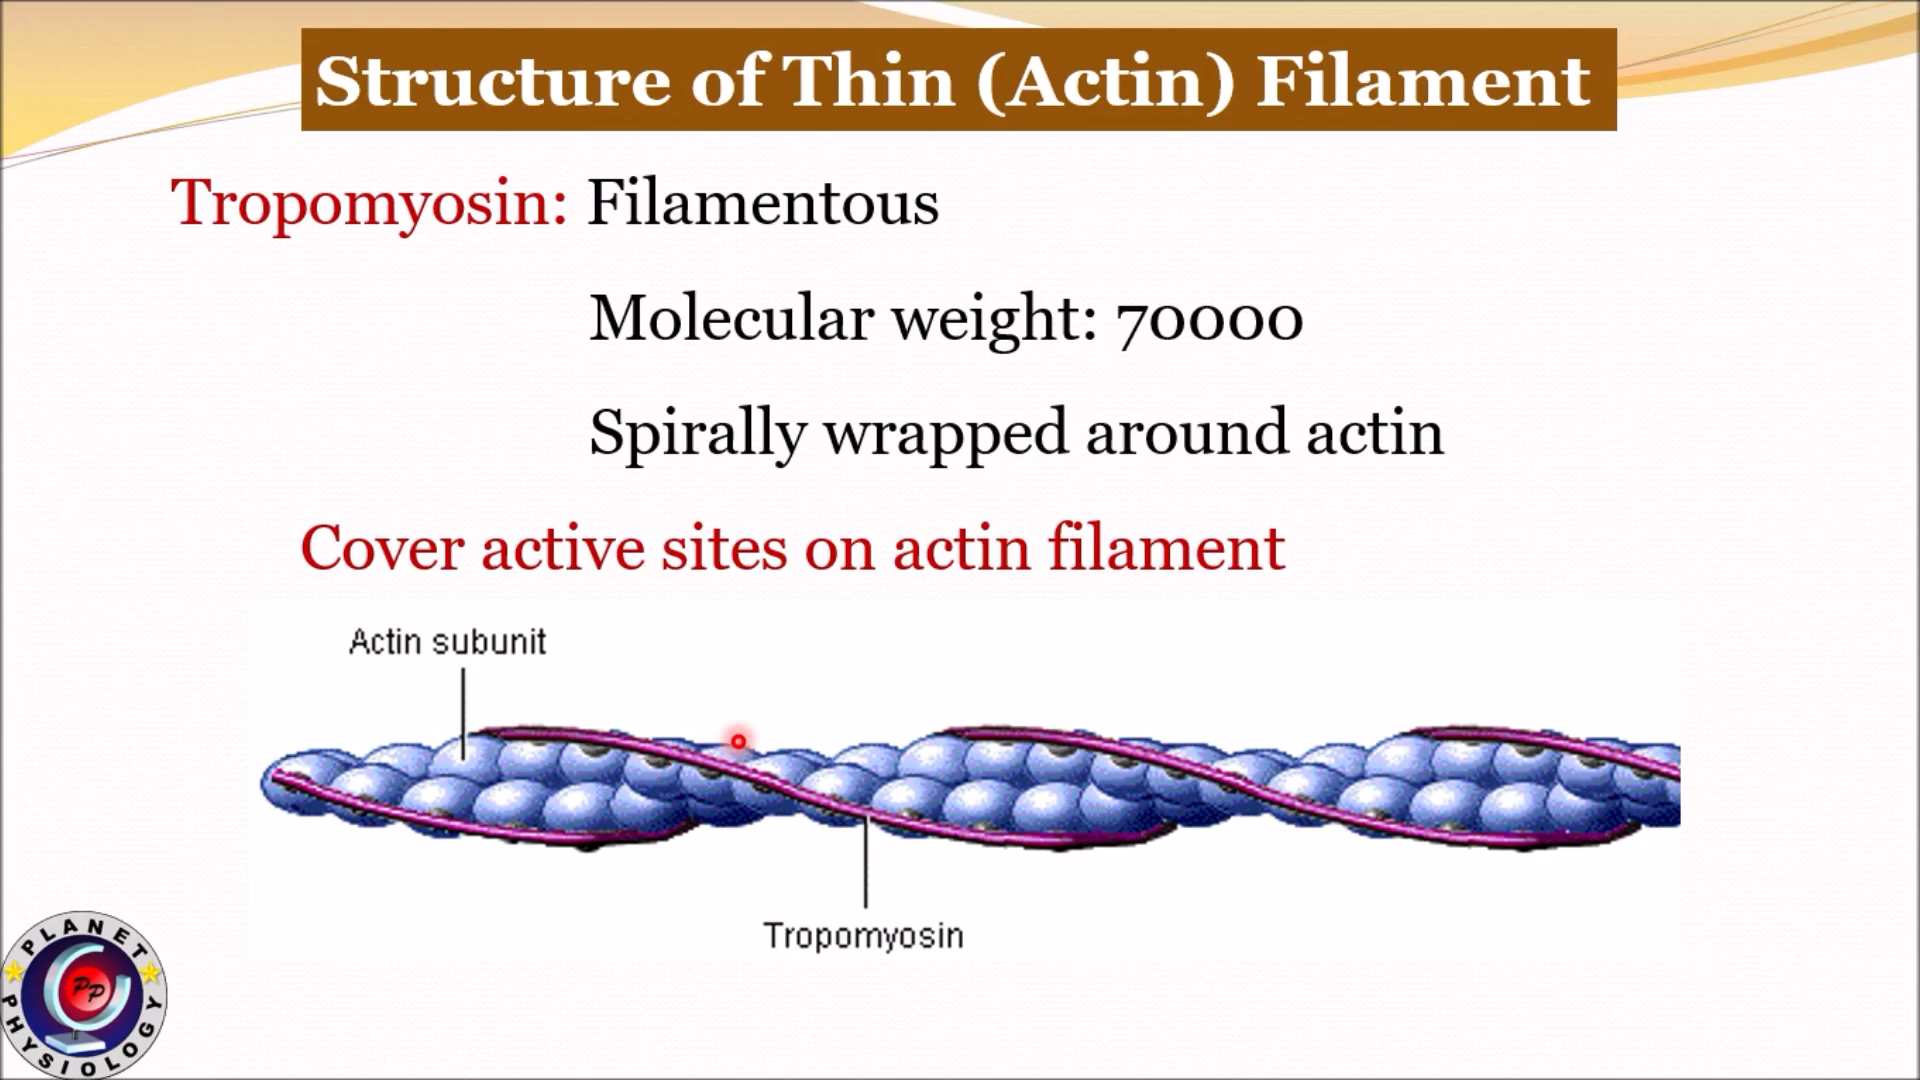 Structure of Thin (Actin) Filament
Tropomyosin: Filamentous
Molecular weight: 70000
Spirally wrapped around actin
Cover active sites on actin filament
Actin subunit
Tropomyosin
PLANET
PP
PHYSIOLOGY